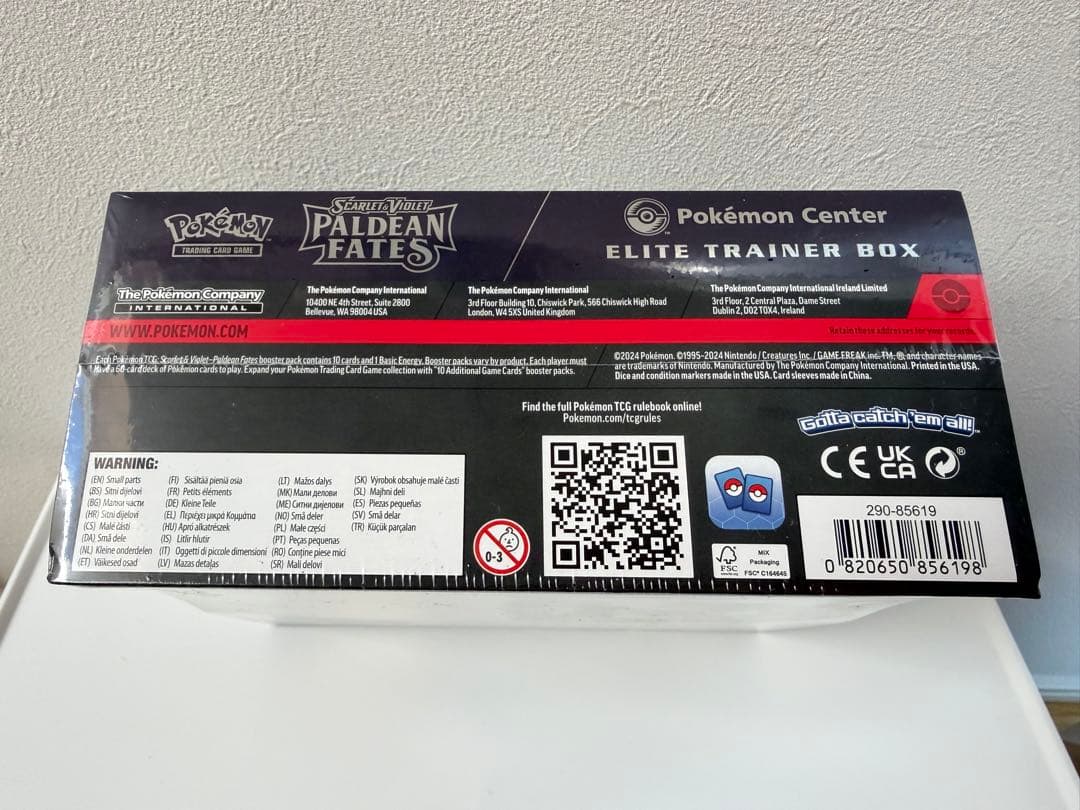 POKÉMON
TRADING CARD GAME
SCARLET & VIOLET
PALDEAN
FATES
Pokémon Center
ELITE TRAINER BOX
The Pokémon Company
INTERNATIONAL
The Pokémon Company International
10400 NE 4th Street, Suite 2800
Bellevue, WA 98004 USA
The Pokémon Company International
3rd Floor Building 10, Chiswick Park, 566 Chiswick High Road
London, W4 5XS United Kingdom
The Pokémon Company International Ireland Limited
3rd Floor, 2 Central Plaza, Dame Street
Dublin 2, D02 T0X4, Ireland
WWW.POKEMON.COM
Retain these addresses for your records.
Each Pokémon TCG: Scarlet & Violet–Paldean Fates booster pack contains 10 cards and 1 Basic Energy. Booster packs vary by product. Each player must
have a 60-card deck of Pokémon cards to play. Expand your Pokémon Trading Card Game collection with "10 Additional Game Cards" booster packs.
©2024 Pokémon. ©1995-2024 Nintendo / Creatures Inc. / GAME FREAK inc. TM, ®, and character names
are trademarks of Nintendo. Manufactured by The Pokémon Company International. Printed in the USA.
Dice and condition markers made in the USA. Card sleeves made in China.
Find the full Pokémon TCG rulebook online!
Pokemon.com/tcgrules
Gotta catch 'em all!™
CE UK CA
WARNING:
(EN) Small parts
(BS) Sitni dijelovi
(BG) Малки части
(HR) Sitni dijelovi
(CS) Malé části
(DA) Små dele
(NL) Kleine onderdelen
(ET) Väikesed osad
(FI) Sisältää pieniä osia
(FR) Petits éléments
(DE) Kleine Teile
(EL) Περιέχει μικρά Κομμάτια
(HU) Apró alkatrészek
(IS) Litlir hlutir
(IT) Oggetti di piccole dimensioni
(LV) Mazas detaļas
(LT) Mažos dalys
(MK) Мали делови
(ME) Ситни дијелови
(NO) Små deler
(PL) Małe części
(PT) Peças pequenas
(RO) Conține piese mici
(SR) Mali delovi
(SK) Výrobok obsahuje malé časti
(SL) Majhni deli
(ES) Piezas pequeñas
(SV) Små delar
(TR) Küçük parçaları
0-3
FSC
MIX
Packaging
FSC® C164645
290-85619
0 820650 856198